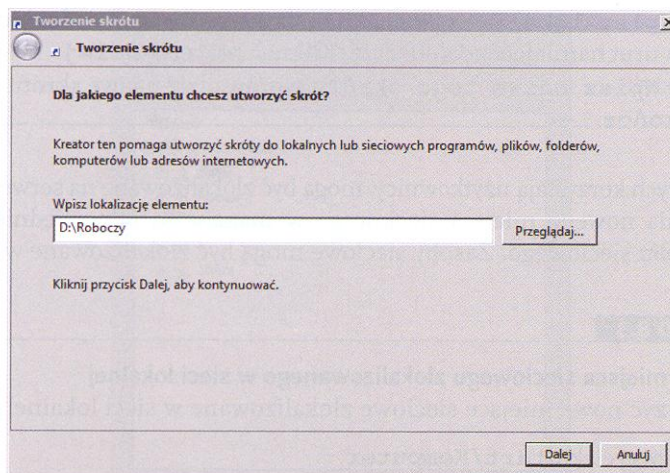 Tworzenie skrótu
Tworzenie skrótu
Dla jakiego elementu chcesz utworzyć skrót?
Kreator ten pomaga utworzyć skróty do lokalnych lub sieciowych programów, plików, folderów,
komputerów lub adresów internetowych.
Wpisz lokalizację elementu:
D:\Roboczy
Przeglądaj...
Kliknij przycisk Dalej, aby kontynuować.
Dalej
Anuluj